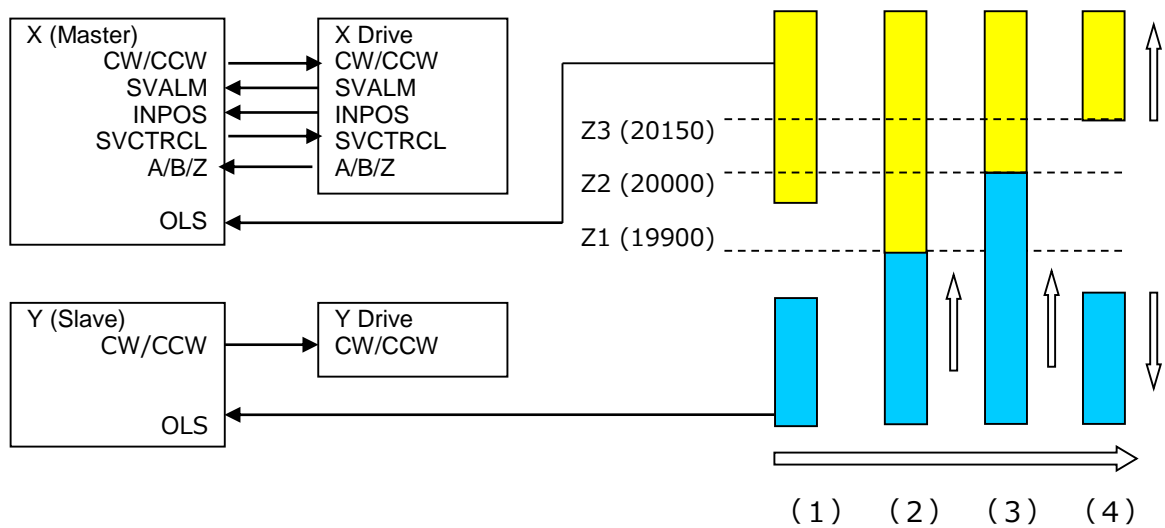 X (Master)
CW/CCW
SVALM
INPOS
SVCTRCL
A/B/Z
OLS
X Drive
CW/CCW
SVALM
INPOS
SVCTRCL
A/B/Z
Z3 (20150)
Z2 (20000)
Z1 (19900)
Y (Slave)
CW/CCW
OLS
Y Drive
CW/CCW
（1） （2） （3） （4）